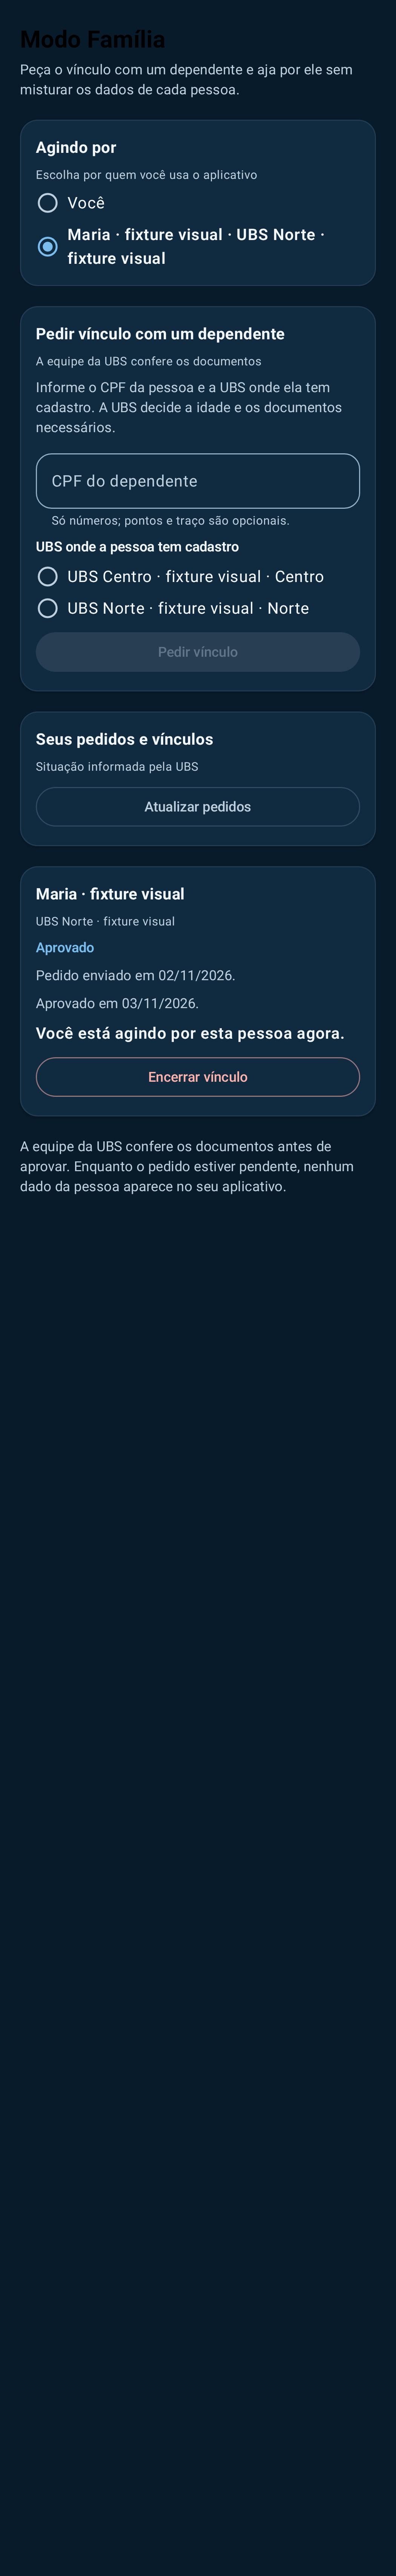 Modo Família
Peça o vínculo com um dependente e aja por ele sem
misturar os dados de cada pessoa.
Agindo por
Escolha por quem você usa o aplicativo
Você
Maria · fixture visual · UBS Norte ·
fixture visual
Pedir vínculo com um dependente
A equipe da UBS confere os documentos
Informe o CPF da pessoa e a UBS onde ela tem
cadastro. A UBS decide a idade e os documentos
necessários.
CPF do dependente
Só números; pontos e traço são opcionais.
UBS onde a pessoa tem cadastro
UBS Centro · fixture visual · Centro
UBS Norte · fixture visual · Norte
Pedir vínculo
Seus pedidos e vínculos
Situação informada pela UBS
Atualizar pedidos
Maria · fixture visual
UBS Norte · fixture visual
Aprovado
Pedido enviado em 02/11/2026.
Aprovado em 03/11/2026.
Você está agindo por esta pessoa agora.
Encerrar vínculo
A equipe da UBS confere os documentos antes de
aprovar. Enquanto o pedido estiver pendente, nenhum
dado da pessoa aparece no seu aplicativo.